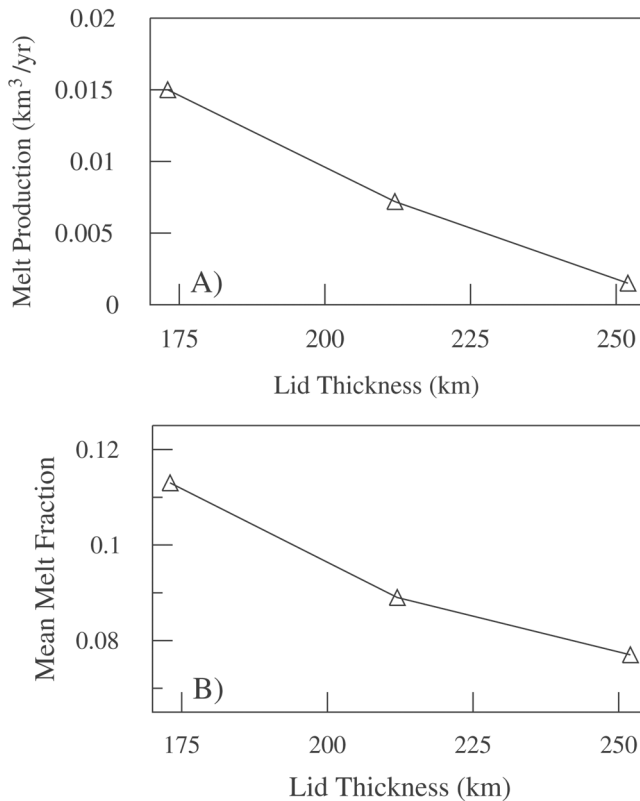 0.02
0.015
0.01
0.005
0
Melt Production (km³/yr)
A)
175 200 225 250
Lid Thickness (km)
0.12
0.1
0.08
Mean Melt Fraction
B)
175 200 225 250
Lid Thickness (km)